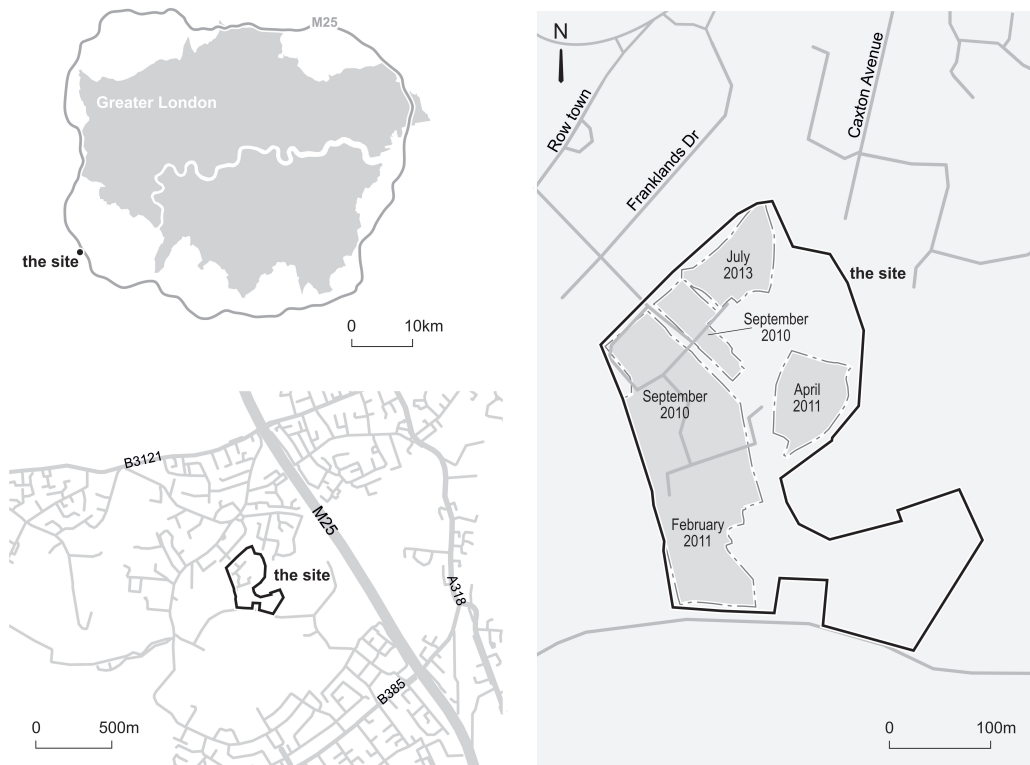 M25
Greater London
the site
0 10km
B3121
M25
the site
A318
B385
0 500m
N
Row town
Franklands Dr
Caxton Avenue
July
2013
the site
September
2010
September
2010
April
2011
February
2011
0 100m